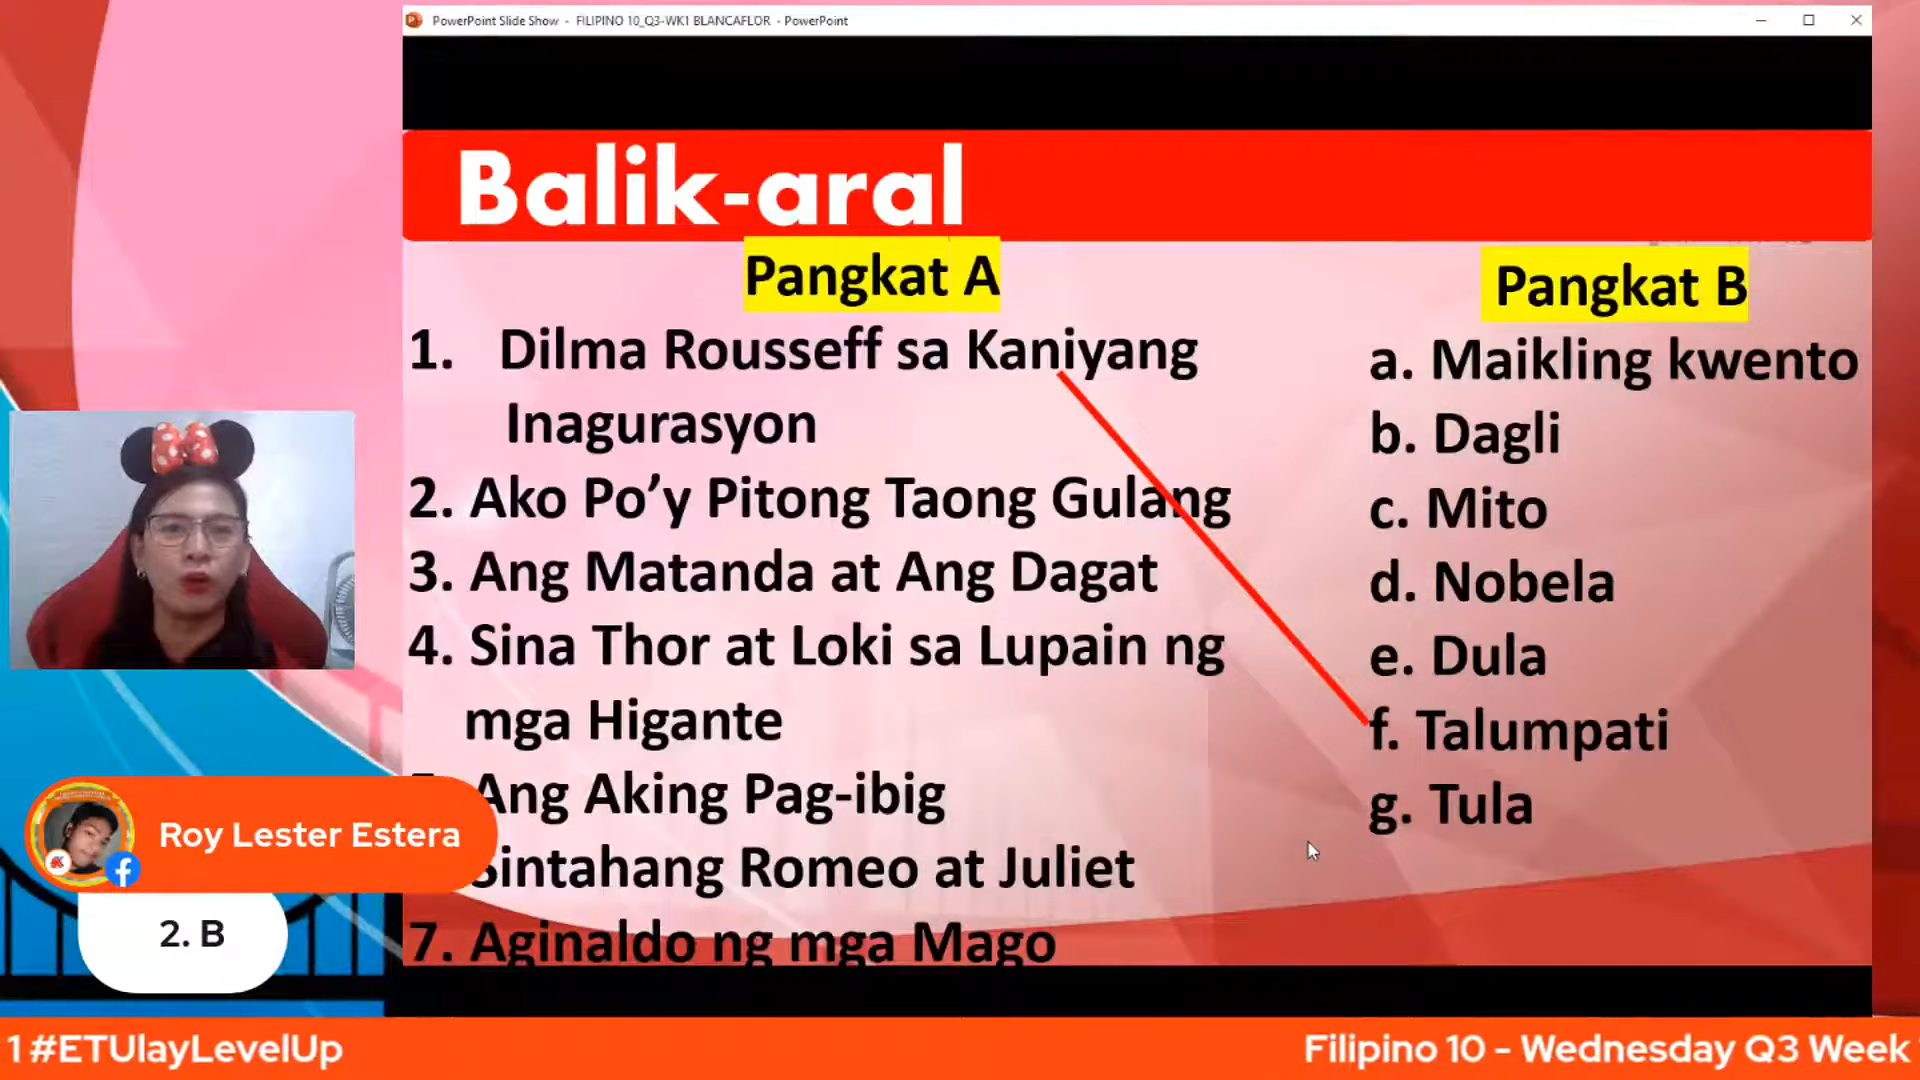 PowerPoint Slide Show - FILIPINO 10_Q3-WK1 BLANCAFLOR - PowerPoint
Balik-aral
Pangkat A
1. Dilma Rousseff sa Kaniyang
Inagurasyon
2. Ako Po’y Pitong Taong Gulang
3. Ang Matanda at Ang Dagat
4. Sina Thor at Loki sa Lupain ng
mga Higante
Ang Aking Pag-ibig
Sintahang Romeo at Juliet
7. Aginaldo ng mga Mago
Pangkat B
a. Maikling kwento
b. Dagli
c. Mito
d. Nobela
e. Dula
f. Talumpati
g. Tula
Roy Lester Estera
2. B
1 #ETUlayLevelUp
Filipino 10 - Wednesday Q3 Week